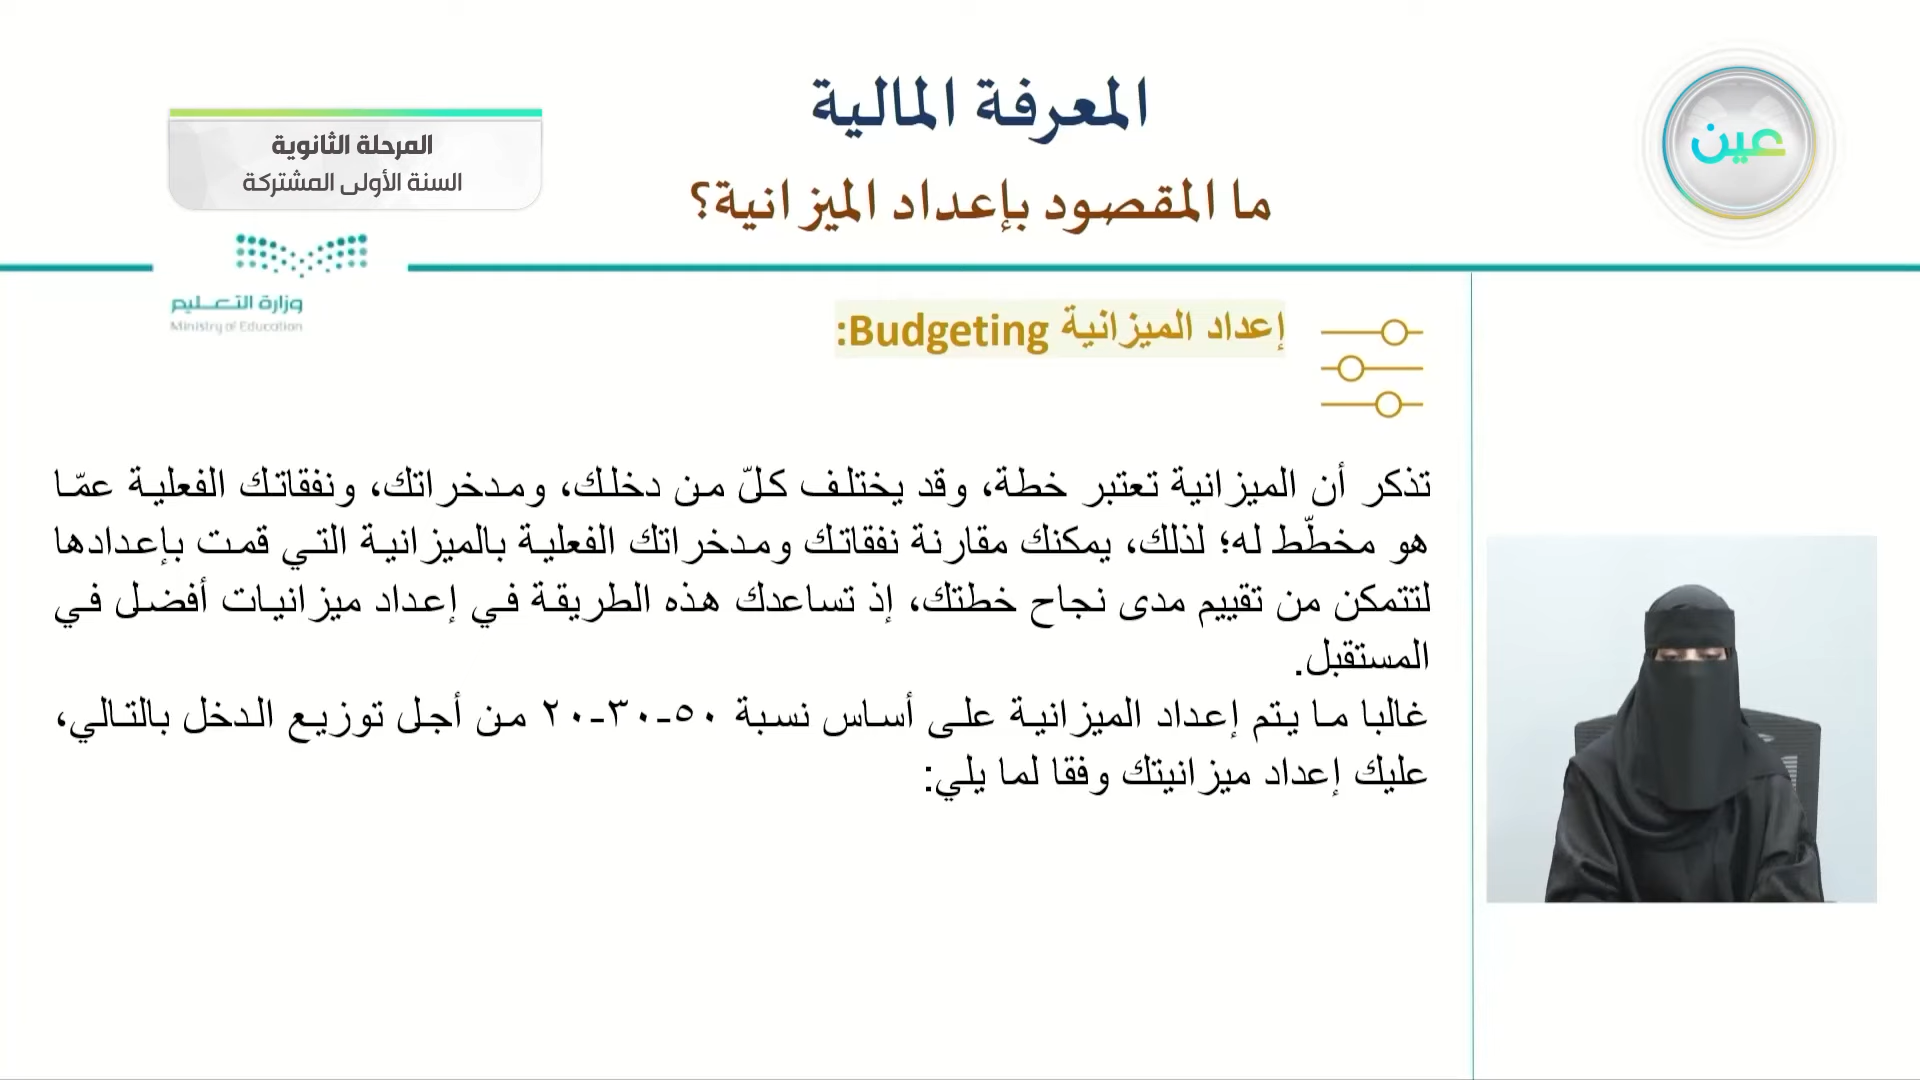 المعرفة المالية
ما المقصود بإعداد الميزانية؟
عين
المرحلة الثانوية
السنة الأولى المشتركة
وزارة التعليم
Ministry of Education
إعداد الميزانية Budgeting:
تذكر أن الميزانية تعتبر خطة، وقد يختلف كلّ من دخلك، ومدخراتك، ونفقاتك الفعلية عمّا
هو مخطّط له؛ لذلك، يمكنك مقارنة نفقاتك ومدخراتك الفعلية بالميزانية التي قمت بإعدادها
لتتمكن من تقييم مدى نجاح خطتك، إذ تساعدك هذه الطريقة في إعداد ميزانيات أفضل في
المستقبل.
غالبا ما يتم إعداد الميزانية على أساس نسبة ٥٠-٣٠-٢٠ من أجل توزيع الدخل بالتالي،
عليك إعداد ميزانيتك وفقا لما يلي: